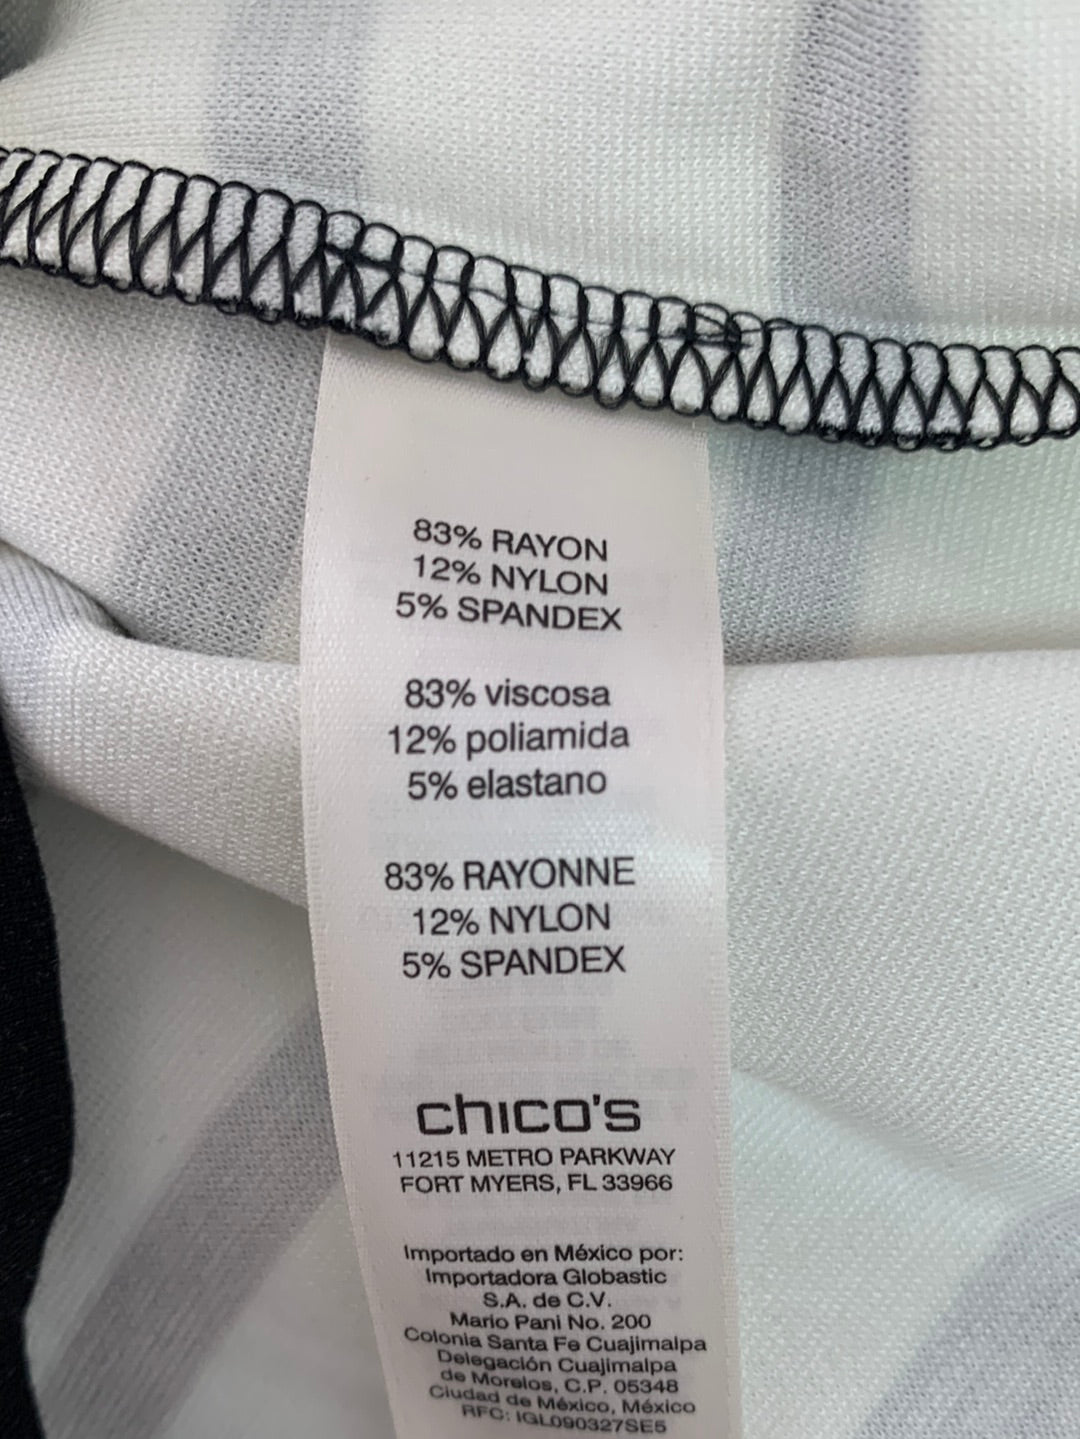 83% RAYON
12% NYLON
5% SPANDEX
83% viscosa
12% poliamida
5% elastano
83% RAYONNE
12% NYLON
5% SPANDEX
chico's
11215 METRO PARKWAY
FORT MYERS, FL 33966
Importado en México por:
Importadora Globastic
S.A. de C.V.
Mario Pani No. 200
Colonia Santa Fe Cuajimalpa
Delegación Cuajimalpa
de Morelos, C.P. 05348
Ciudad de México, México
RFC: IGL090327SE5